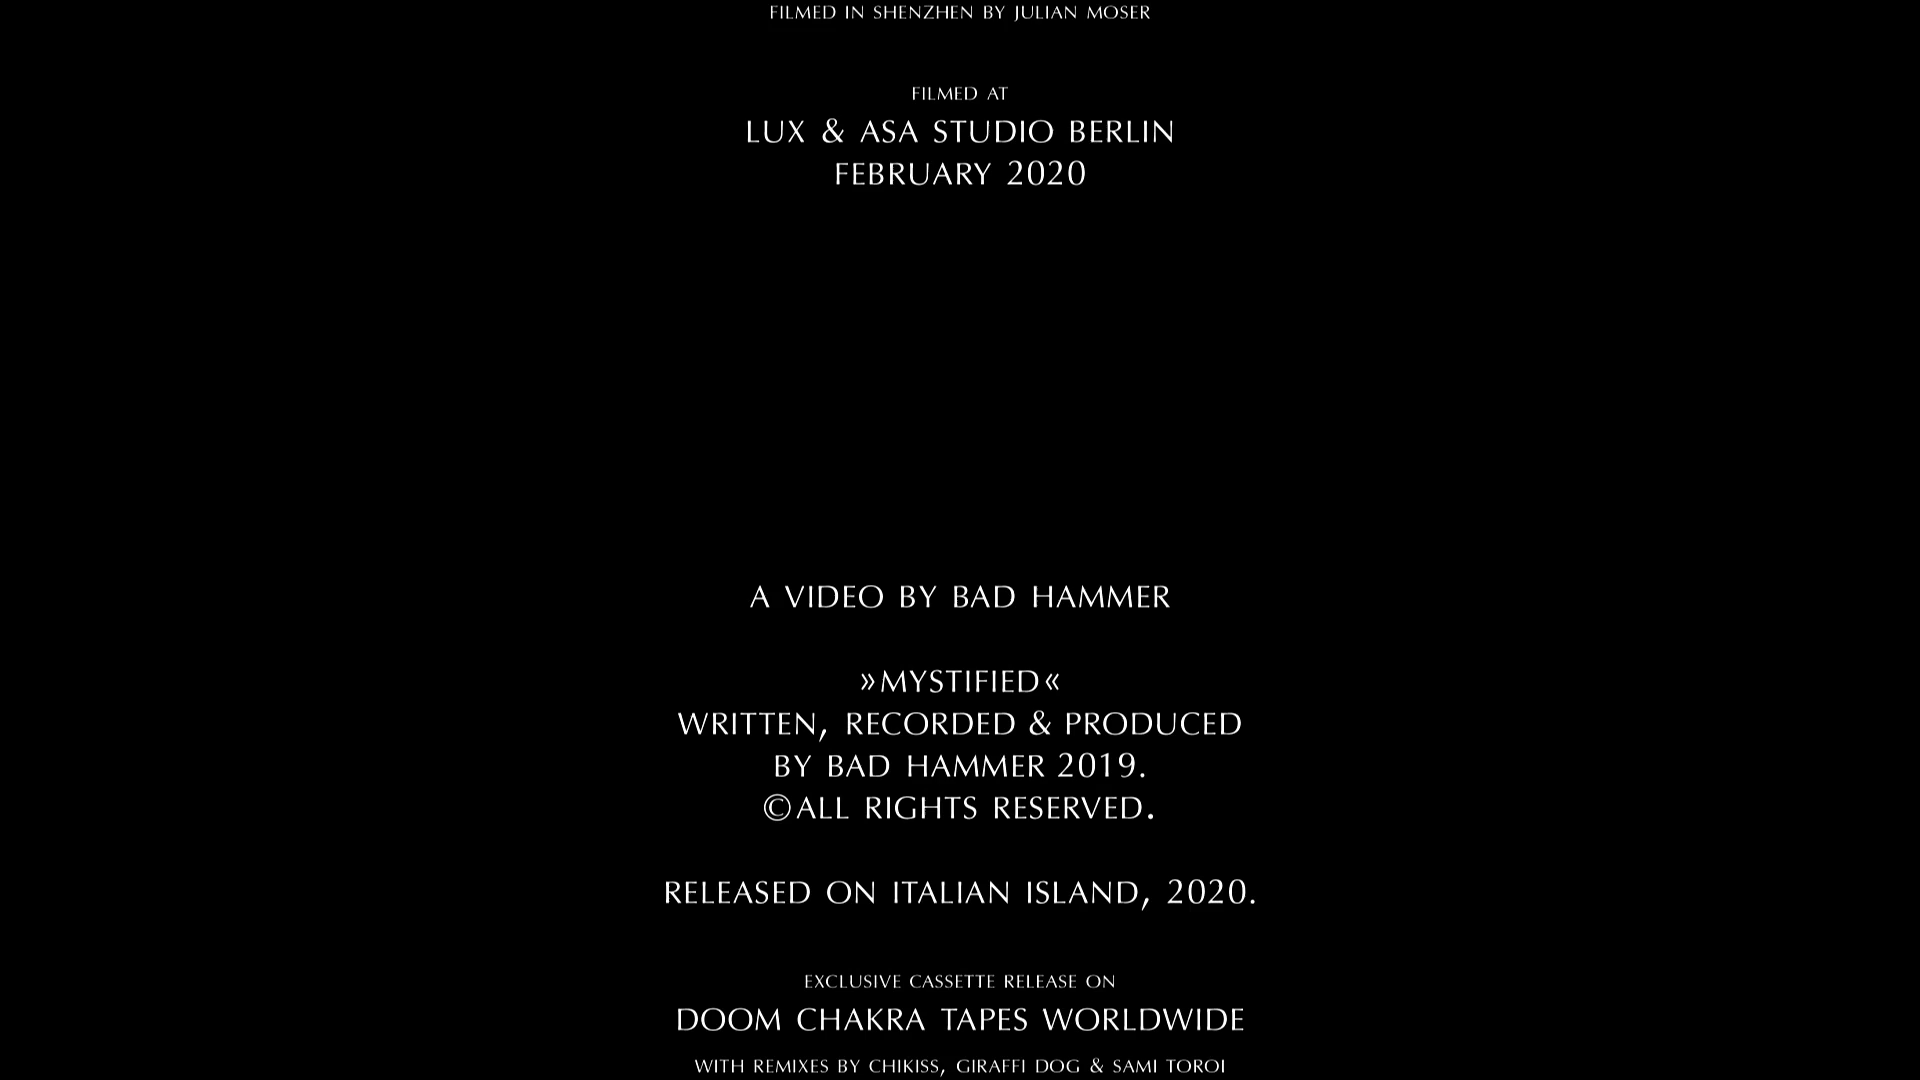 FILMED IN SHENZHEN BY JULIAN MOSER
FILMED AT
LUX & ASA STUDIO BERLIN
FEBRUARY 2020
A VIDEO BY BAD HAMMER
»MYSTIFIED«
WRITTEN, RECORDED & PRODUCED
BY BAD HAMMER 2019.
©ALL RIGHTS RESERVED.
RELEASED ON ITALIAN ISLAND, 2020.
EXCLUSIVE CASSETTE RELEASE ON
DOOM CHAKRA TAPES WORLDWIDE
WITH REMIXES BY CHIKISS, GIRAFFI DOG & SAMI TOROI